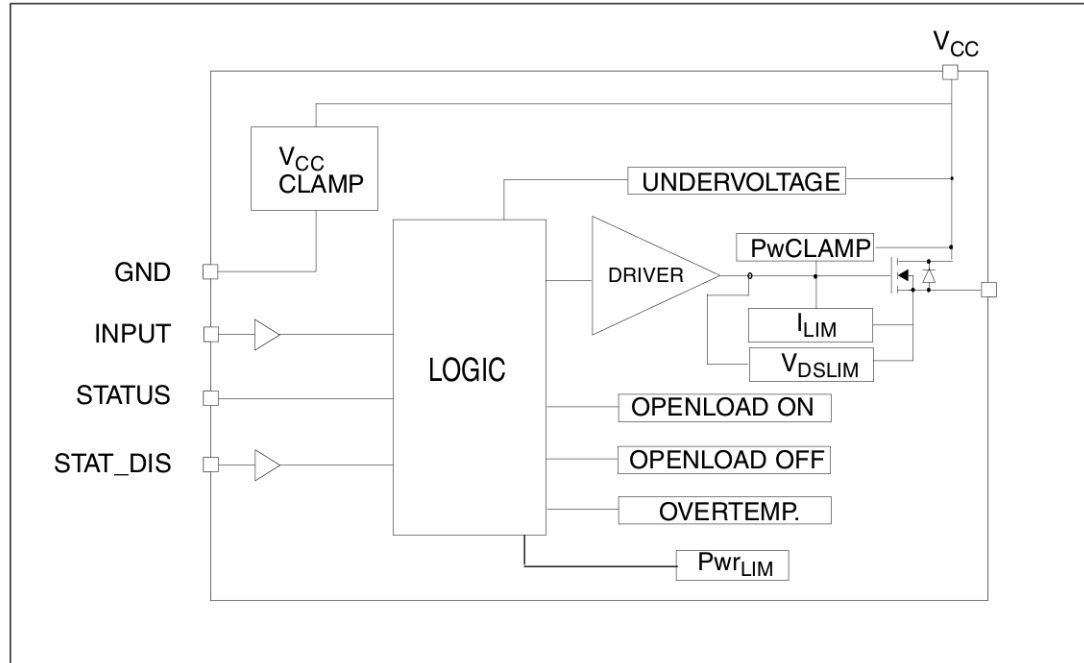 VCC
VCC
CLAMP
UNDERVOLTAGE
PwCLAMP
GND
DRIVER
INPUT
ILIM
LOGIC
VDSLIM
STATUS
OPENLOAD ON
STAT_DIS
OPENLOAD OFF
OVERTEMP.
PwrLIM